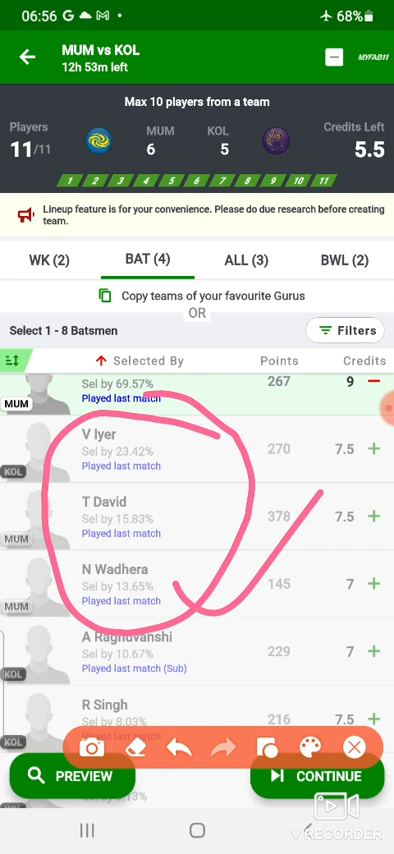 06:56 G M • 68%
MUM vs KOL
12h 53m left
MYFAB11
Max 10 players from a team
Players MUM KOL Credits Left
11/11 6 5 5.5
1 2 3 4 5 6 7 8 9 10 11
Lineup feature is for your convenience. Please do due research before creating
team.
WK (2) BAT (4) ALL (3) BWL (2)
Copy teams of your favourite Gurus
OR
Select 1 - 8 Batsmen Filters
Selected By Points Credits
Sel by 69.57% 267 9
Played last match
MUM
V Iyer
Sel by 23.42% 270 7.5
Played last match
KOL
T David
Sel by 15.83% 378 7.5
Played last match
MUM
N Wadhera
Sel by 13.65% 145 7
Played last match
MUM
A Raghuvanshi
Sel by 10.67% 229 7
Played last match (Sub)
KOL
R Singh
Sel by 8.03% 216 7.5
KOL
PREVIEW CONTINUE
V RECORDER